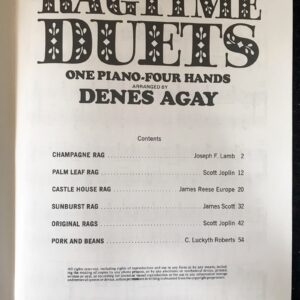 RAGTIME
DUETS
ONE PIANO-FOUR HANDS
ARRANGED BY
DENES AGAY
Contents
CHAMPAGNE RAG Joseph F. Lamb 2
PALM LEAF RAG Scott Joplin 12
CASTLE HOUSE RAG James Reese Europe 20
SUNBURST RAG James Scott 32
ORIGINAL RAGS Scott Joplin 42
PORK AND BEANS C. Luckyth Roberts 54